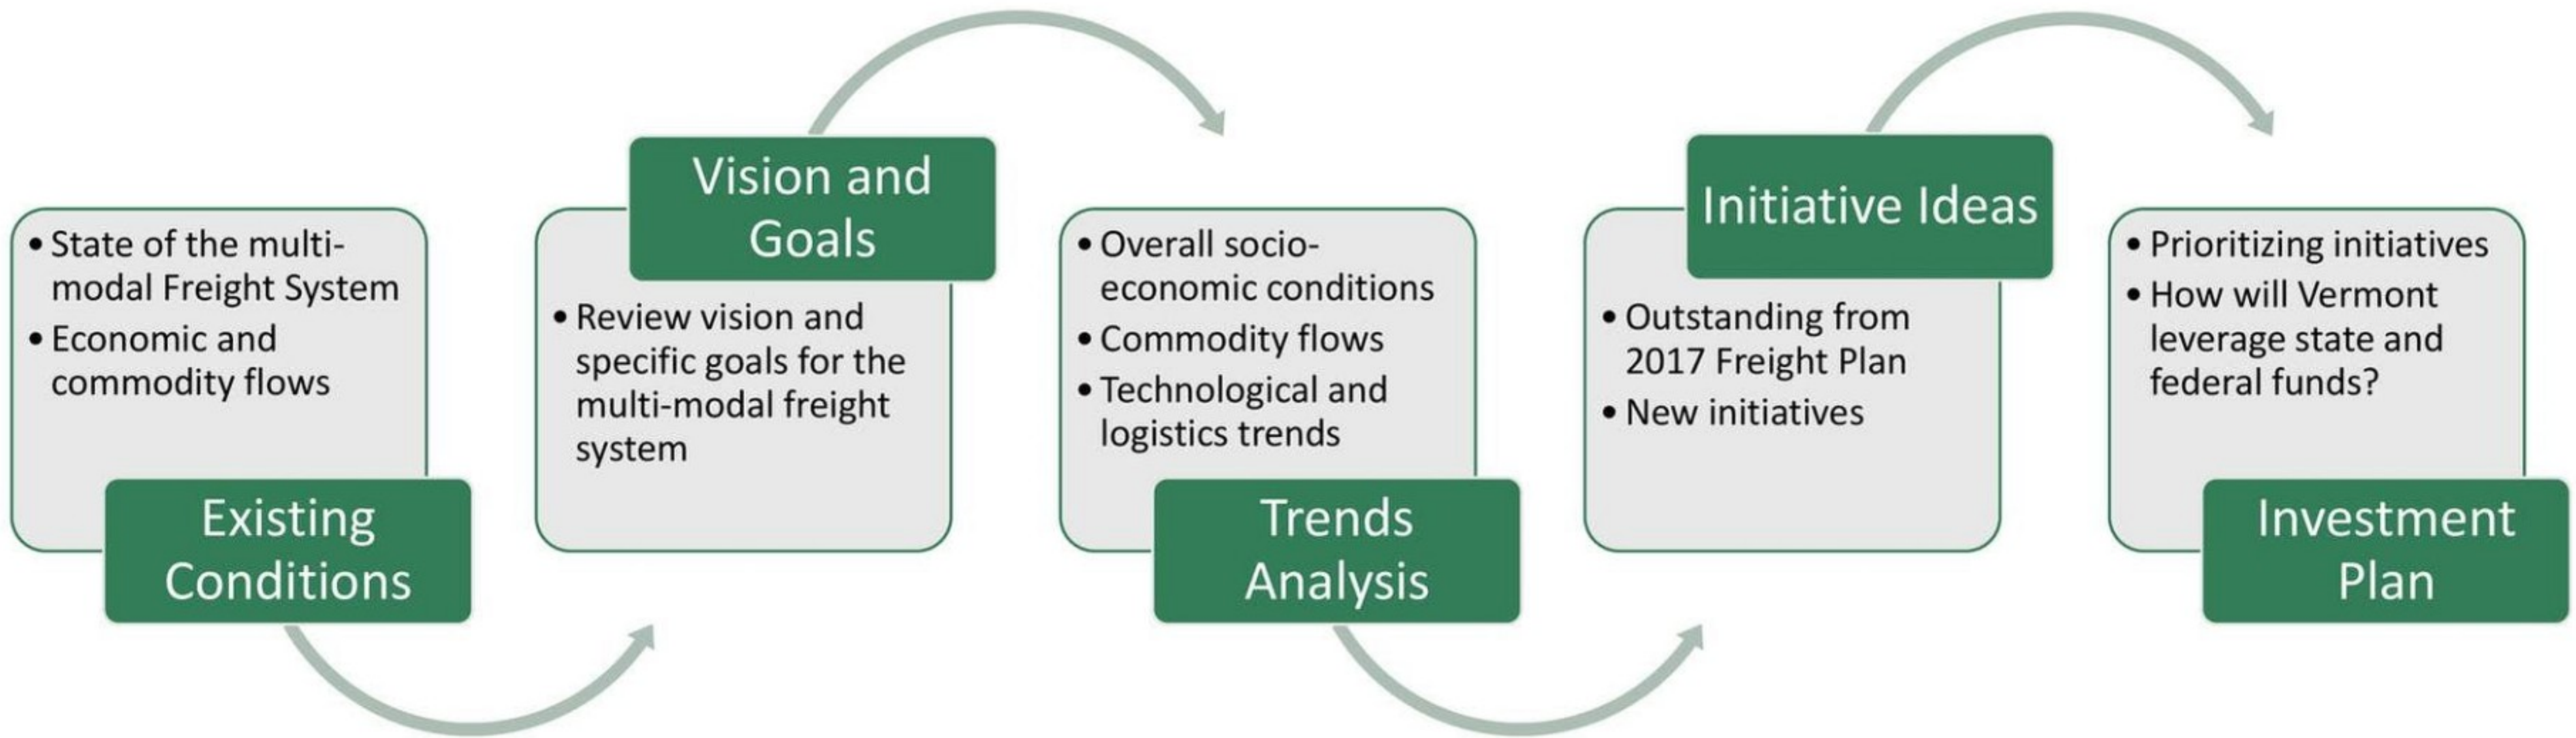 • State of the multi-
modal Freight System
• Economic and
commodity flows
Existing
Conditions
Vision and
Goals
• Review vision and
specific goals for the
multi-modal freight
system
• Overall socio-
economic conditions
• Commodity flows
• Technological and
logistics trends
Trends
Analysis
Initiative Ideas
• Outstanding from
2017 Freight Plan
• New initiatives
• Prioritizing initiatives
• How will Vermont
leverage state and
federal funds?
Investment
Plan